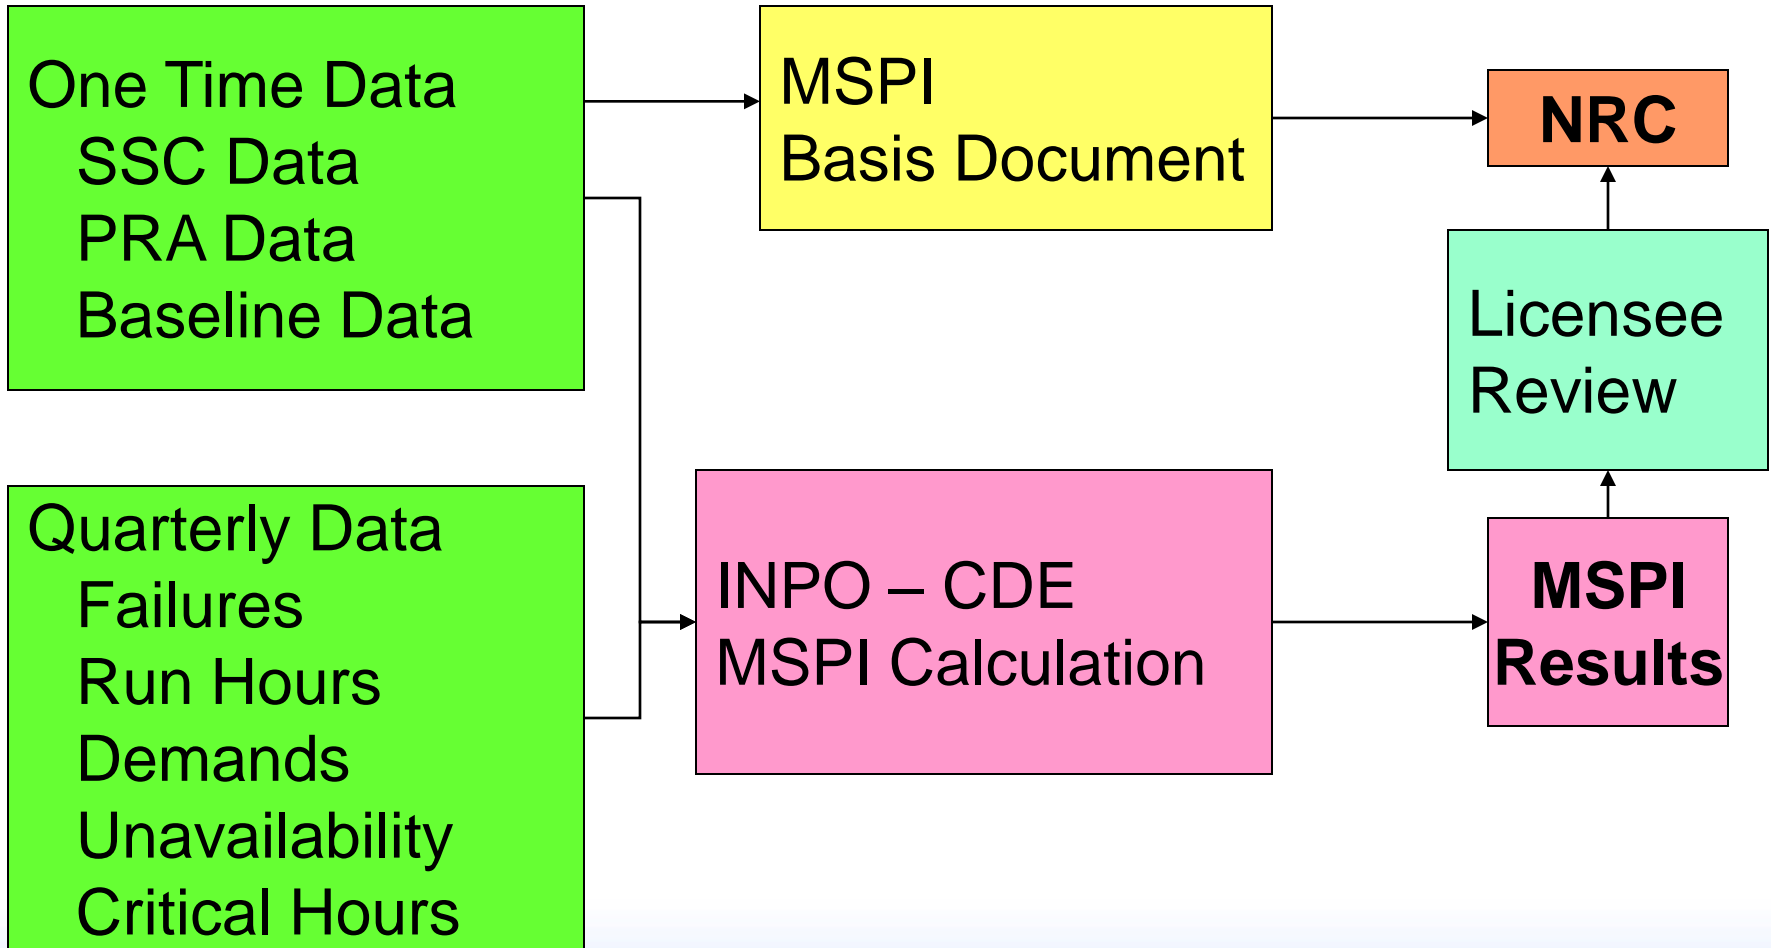 One Time Data
SSC Data
PRA Data
Baseline Data
MSPI
Basis Document
NRC
Licensee
Review
Quarterly Data
Failures
Run Hours
Demands
Unavailability
Critical Hours
INPO – CDE
MSPI Calculation
MSPI
Results